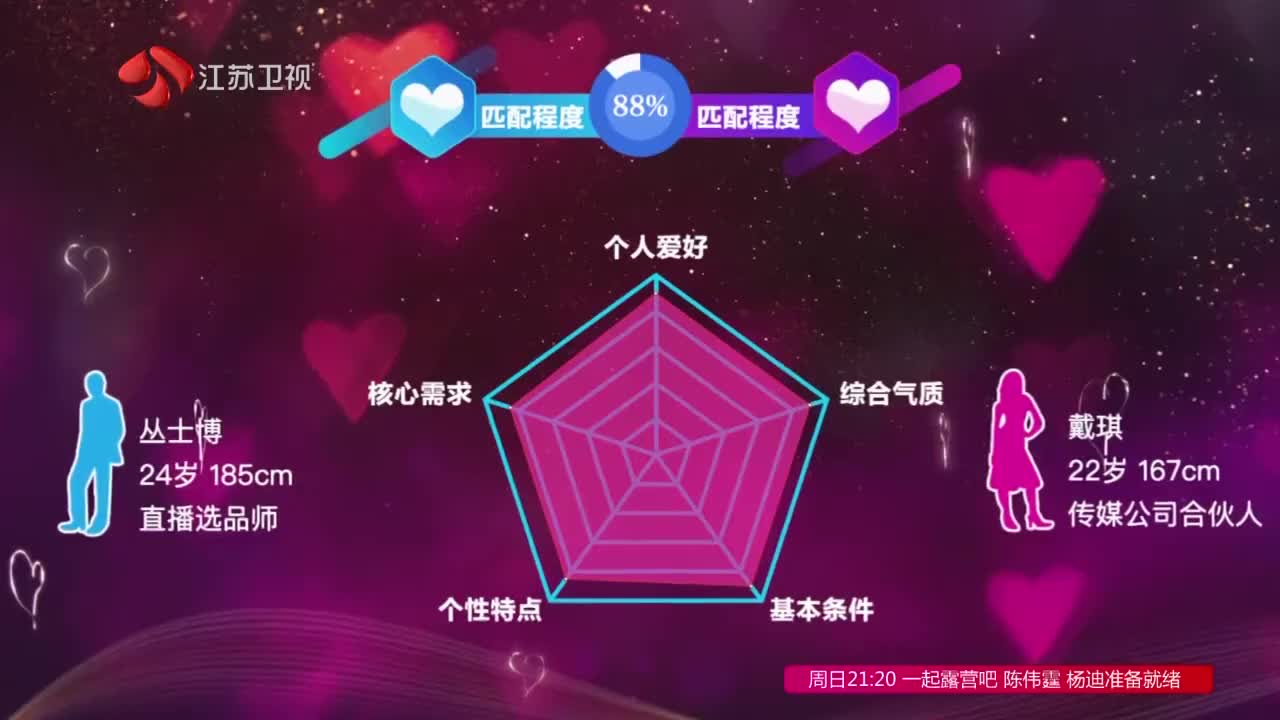 江苏卫视
匹配程度
88%
匹配程度
个人爱好
核心需求
综合气质
丛士博
24岁 185cm
直播选品师
戴琪
22岁 167cm
传媒公司合伙人
个性特点
基本条件
周日21:20 一起露营吧 陈伟霆 杨迪准备就绪